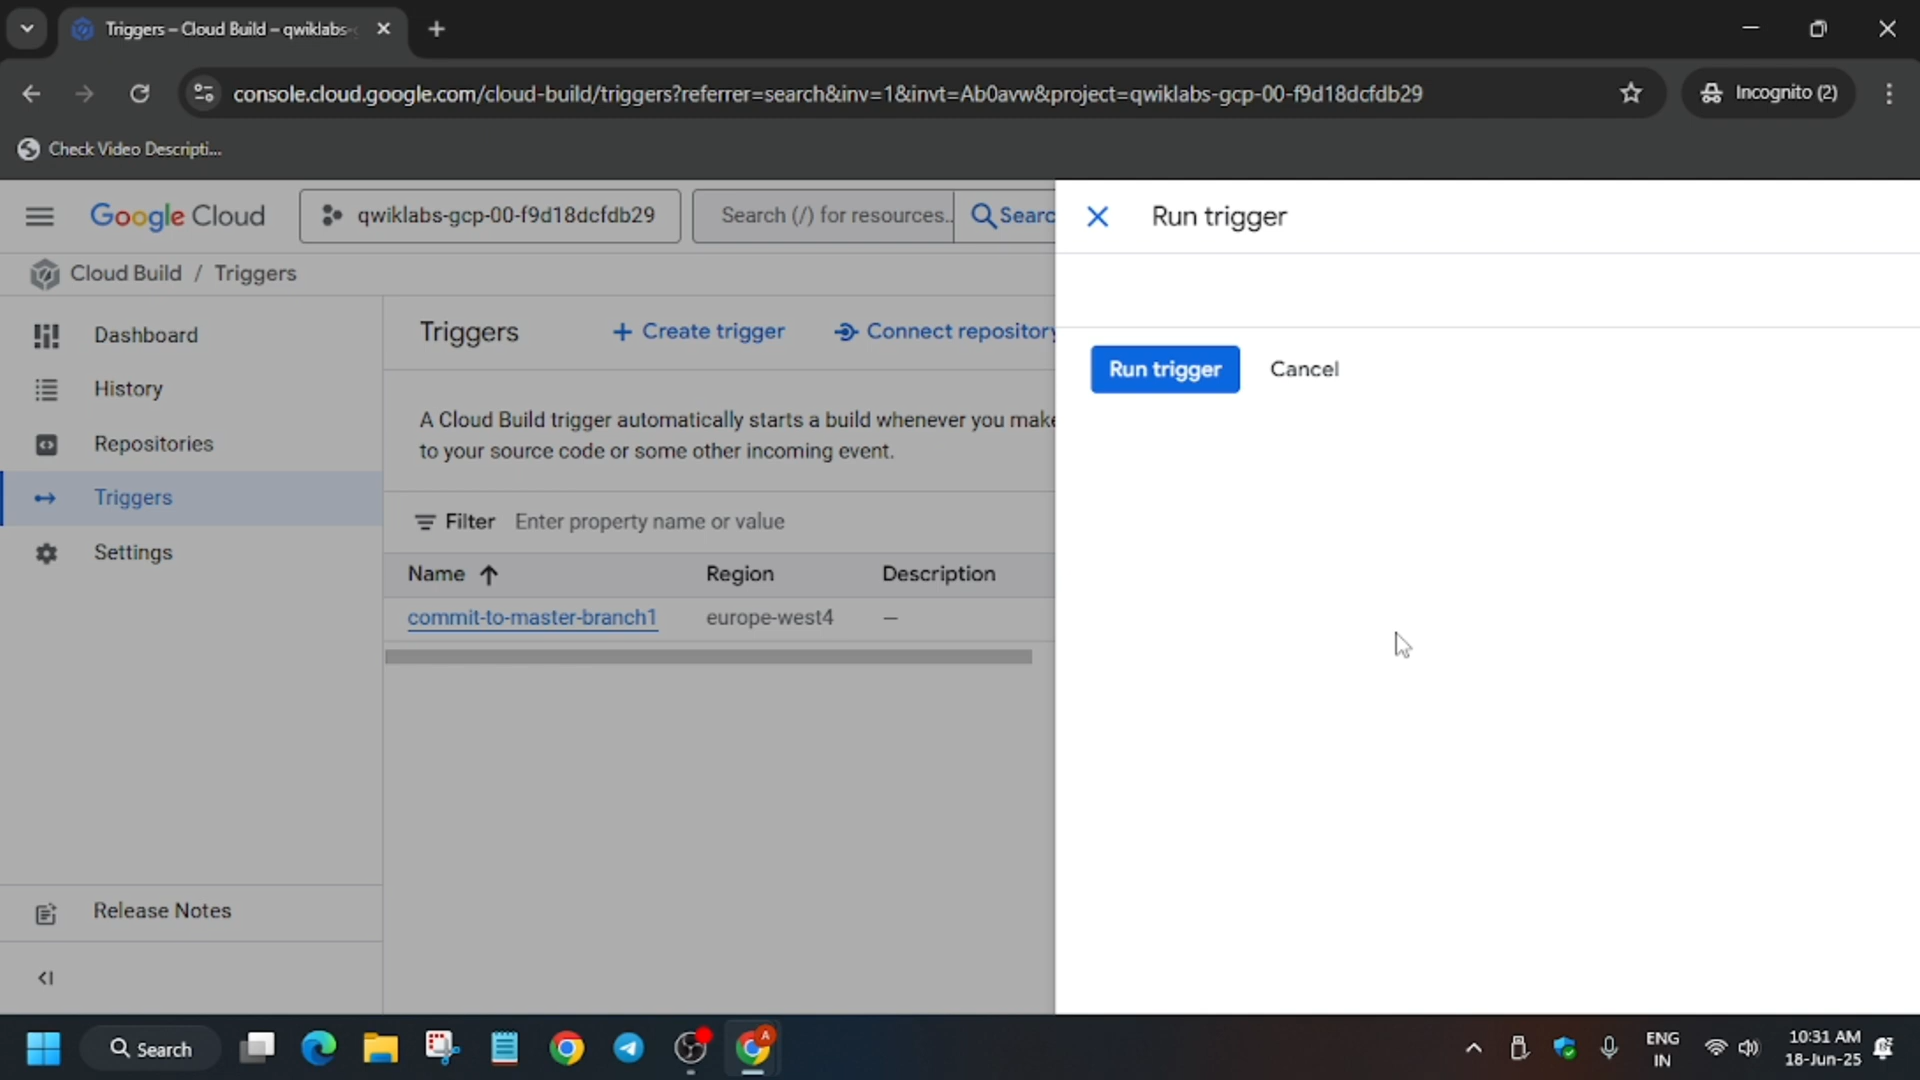 Triggers – Cloud Build – qwiklabs-
console.cloud.google.com/cloud-build/triggers?referrer=search&inv=1&invt=Ab0avw&project=qwiklabs-gcp-00-f9d18dcfdb29
Incognito (2)
Check Video Descripti...
Google Cloud
qwiklabs-gcp-00-f9d18dcfdb29
Search (/) for resources..
Searc
Run trigger
Cloud Build / Triggers
Dashboard
History
Repositories
Triggers
Settings
Release Notes
Triggers
Create trigger
Connect repository
A Cloud Build trigger automatically starts a build whenever you make
to your source code or some other incoming event.
Filter Enter property name or value
Name Region Description
commit-to-master-branch1 europe-west4 –
Run trigger Cancel
Search
A
ENG
IN
10:31 AM
18-Jun-25